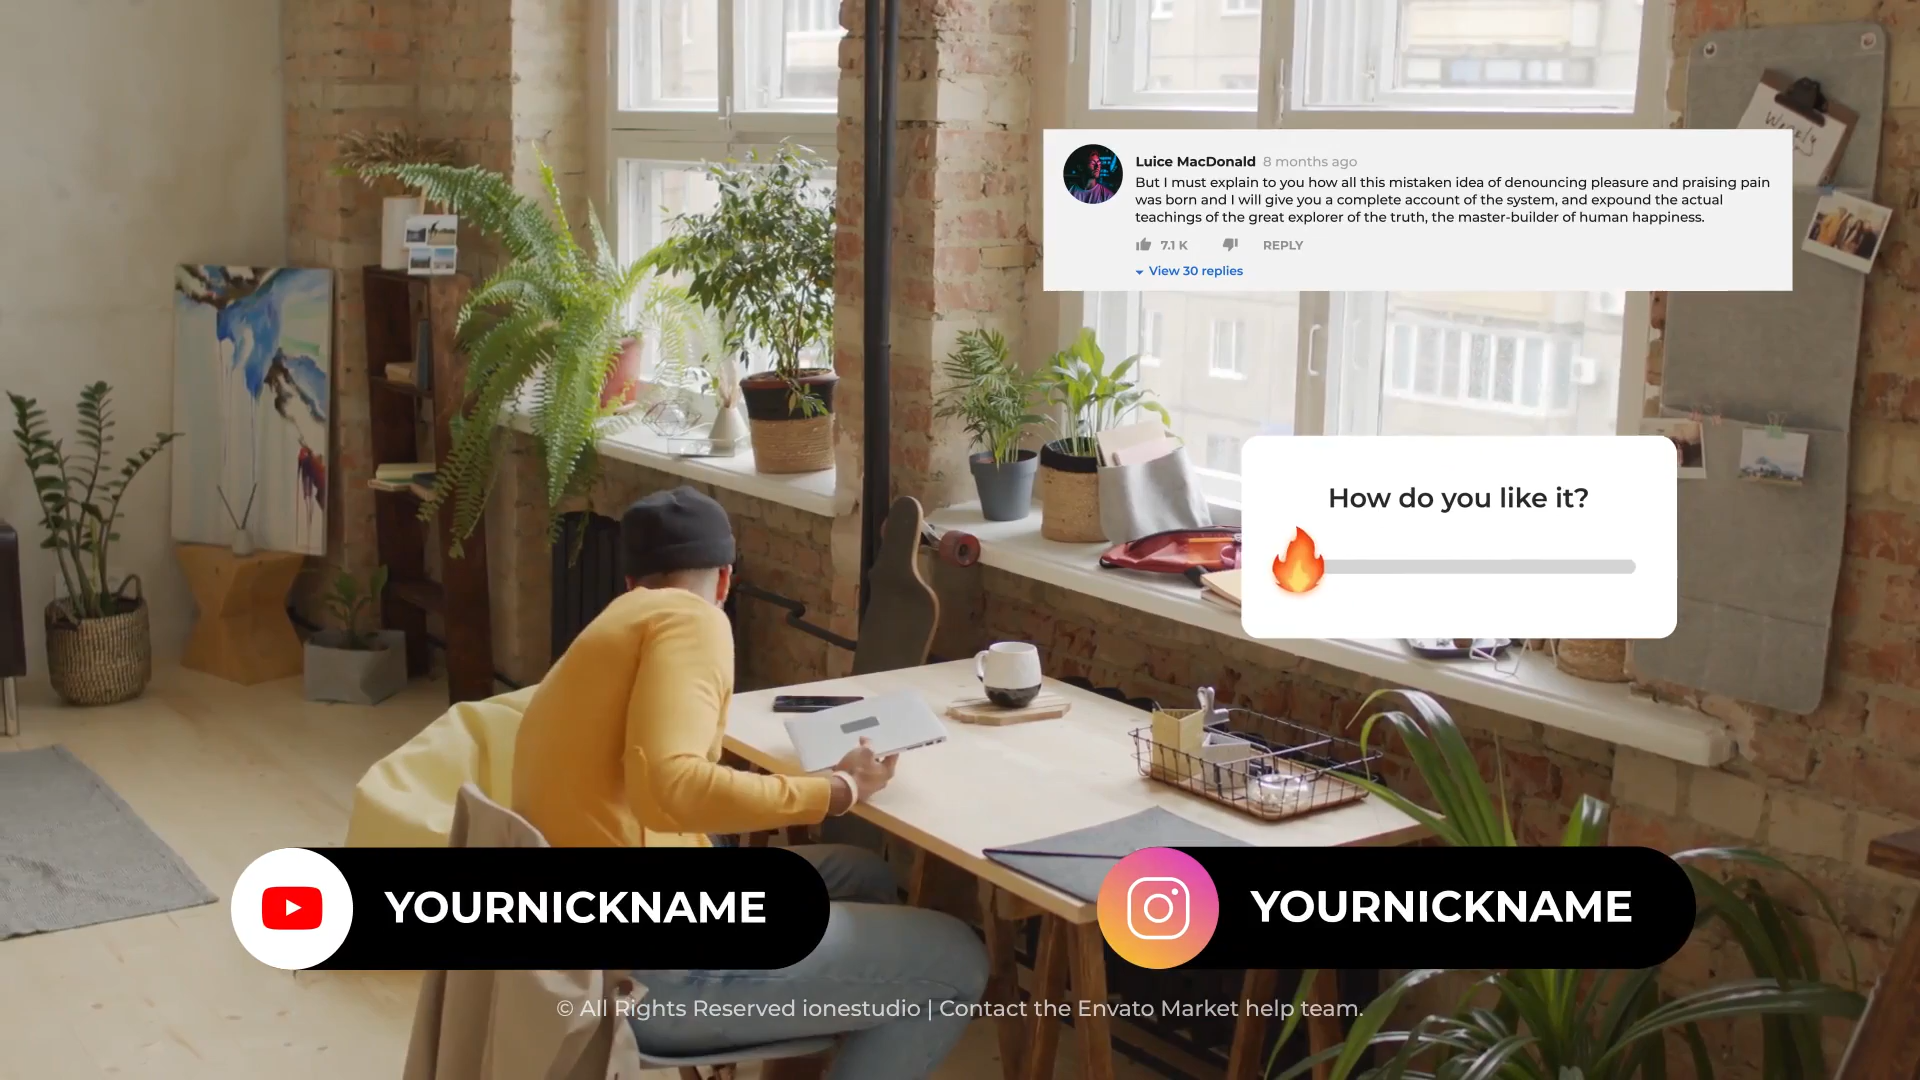 Weekly
Luice MacDonald 8 months ago
But I must explain to you how all this mistaken idea of denouncing pleasure and praising pain
was born and I will give you a complete account of the system, and expound the actual
teachings of the great explorer of the truth, the master-builder of human happiness.
7.1 K REPLY
View 30 replies
How do you like it?
YOURNICKNAME
YOURNICKNAME
© All Rights Reserved ionestudio | Contact the Envato Market help team.